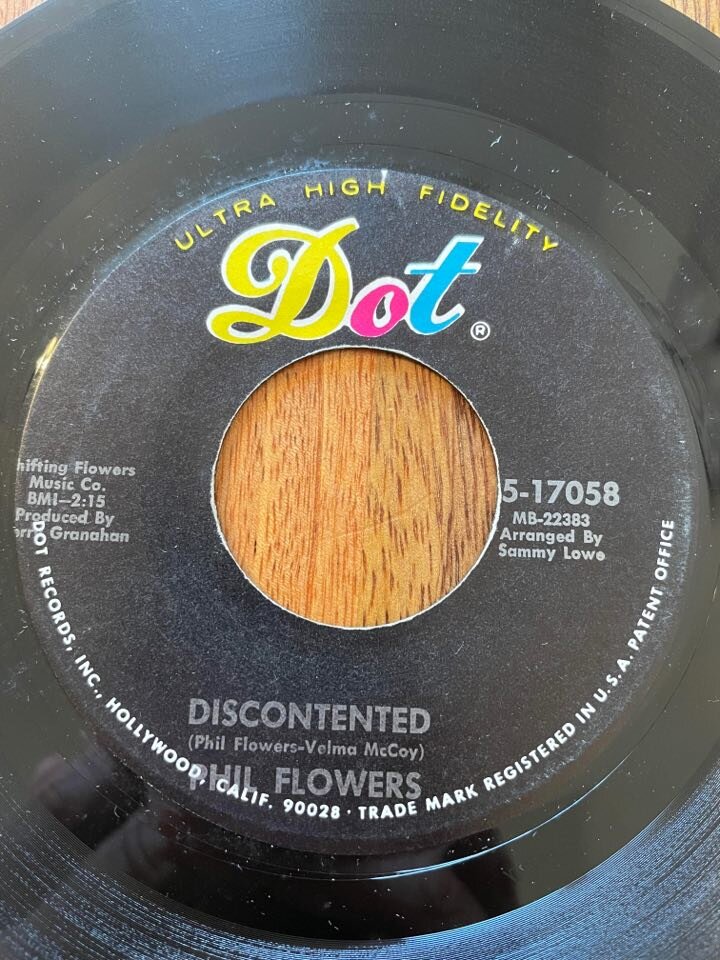 ULTRA HIGH FIDELITY
Dot®
hifting Flowers
Music Co.
BMI–2:15
Produced By
Granahan
5-17058
MB-22383
Arranged By
Sammy Lowe
DISCONTENTED
(Phil Flowers-Velma McCoy)
PHIL FLOWERS
DOT RECORDS, INC., HOLLYWOOD, CALIF. 90028 · TRADE MARK REGISTERED IN U.S.A. PATENT OFFICE